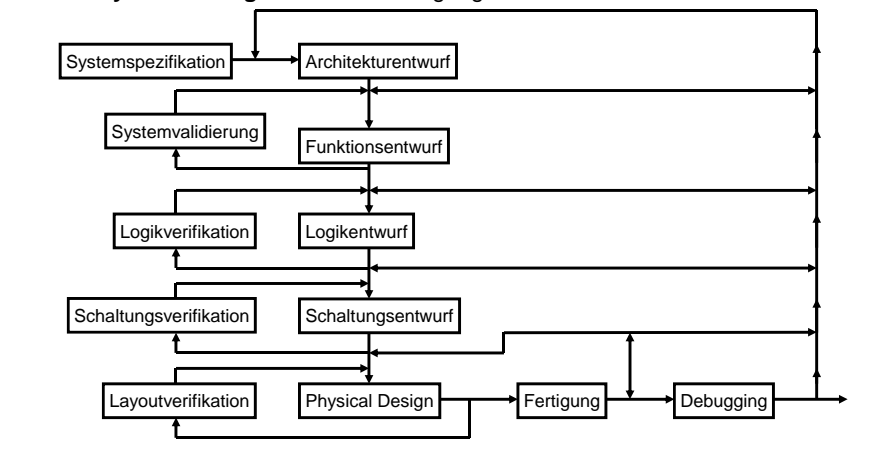 Systemspezifikation
Architekturentwurf
Systemvalidierung
Funktionsentwurf
Logikverifikation
Logikentwurf
Schaltungsverifikation
Schaltungsentwurf
Layoutverifikation
Physical Design
Fertigung
Debugging